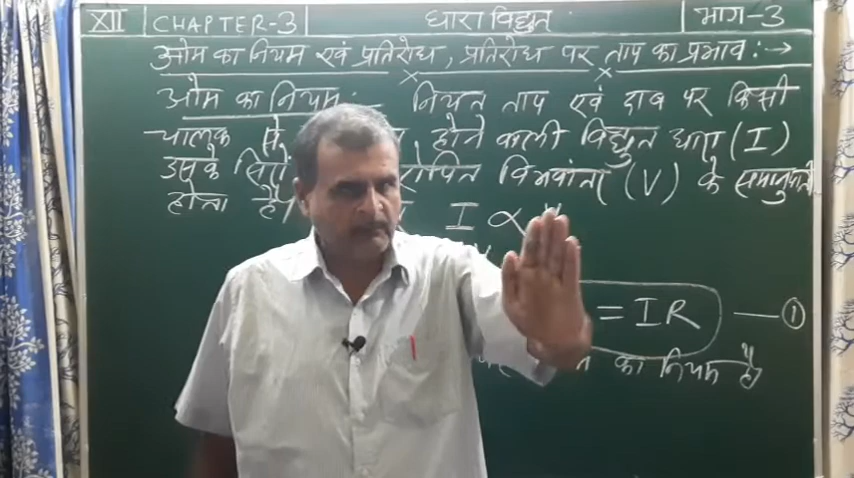 XII CHAPTER-3 धारा विद्युत भाग-3
ओम का नियम एवं प्रतिरोध, प्रतिरोध पर ताप का प्रभाव :- →
ओम का नियम :- नियत ताप एवं दाब पर किसी
चालक से होने वाली विद्युत धारा (I)
उसके सिरों रोपित विभवांतर (V) के समानुपाती
होता है I ∝
= IR — ①
का नियम है